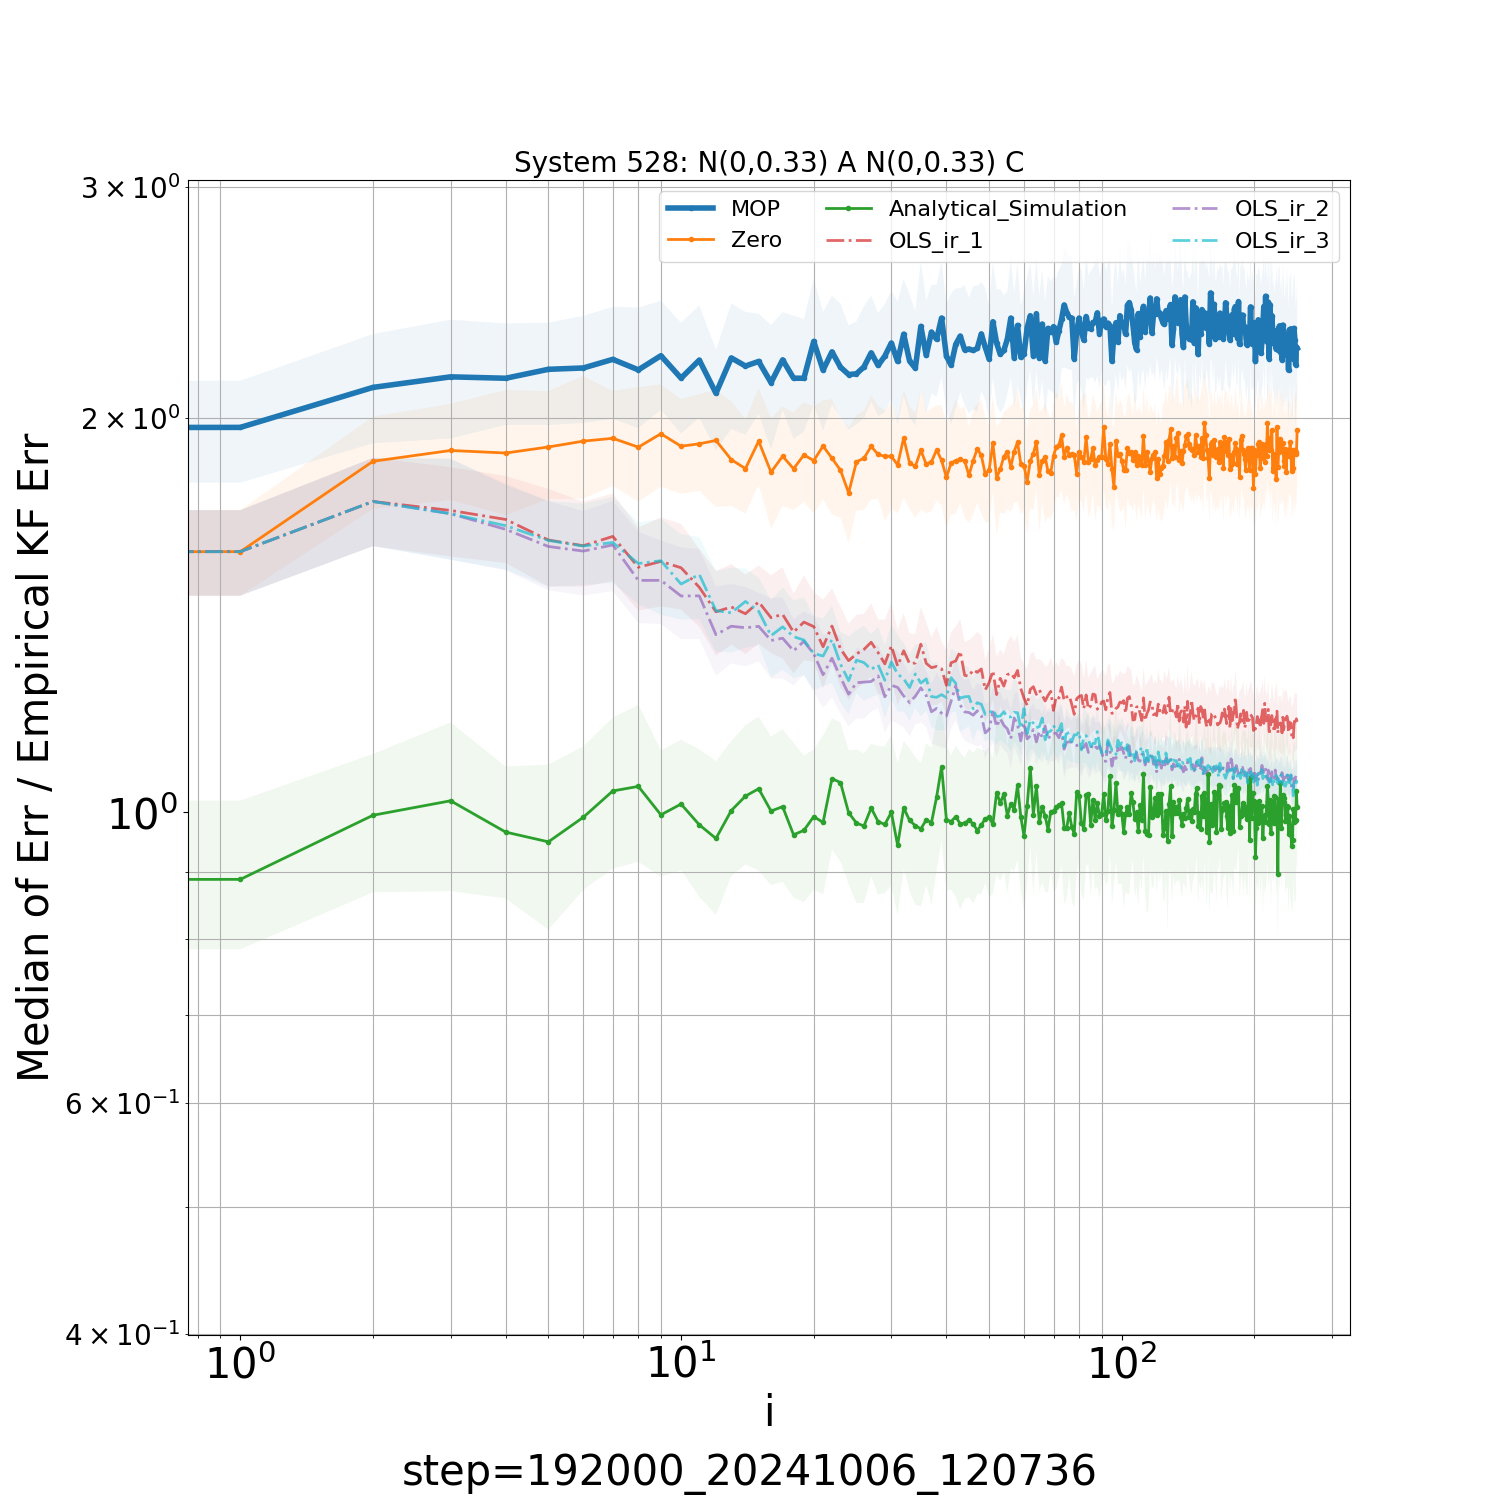 System 528: N(0,0.33) A N(0,0.33) C
MOP
Zero
Analytical_Simulation
OLS_ir_1
OLS_ir_2
OLS_ir_3
Median of Err / Empirical KF Err
3 × 10⁰
2 × 10⁰
10⁰
6 × 10⁻¹
4 × 10⁻¹
10⁰ 10¹ 10²
i
step=192000_20241006_120736